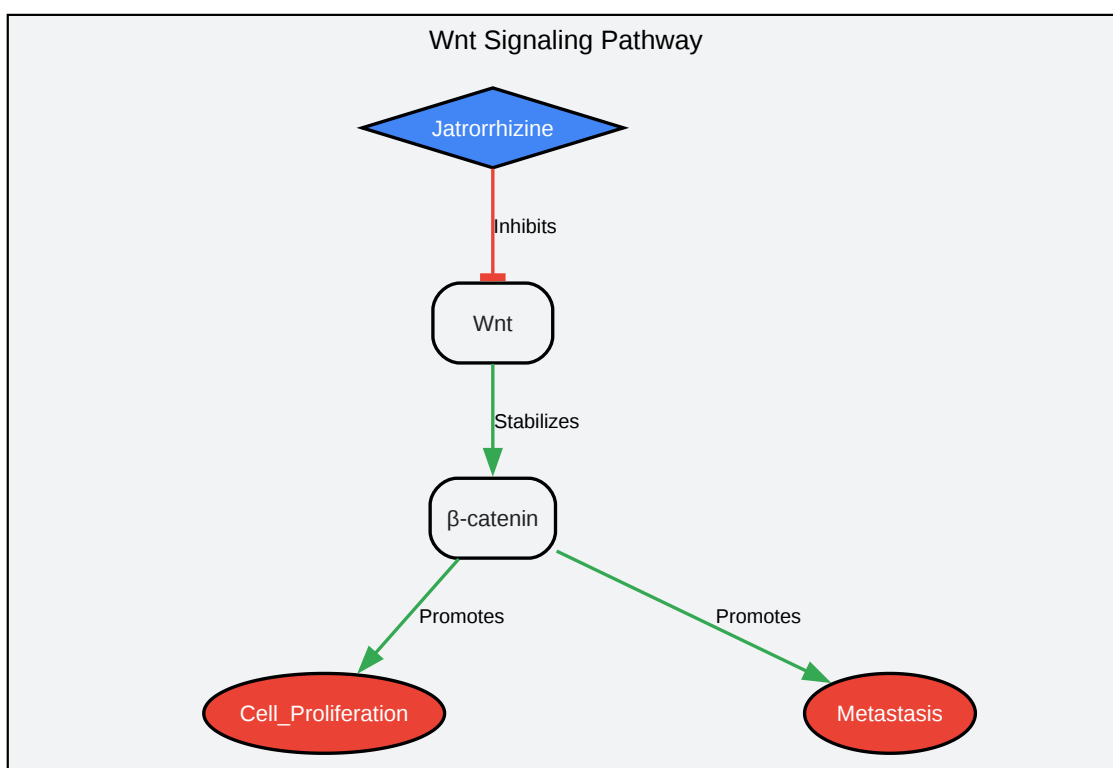 Wnt Signaling Pathway
Jatrorrhizine
Inhibits
Wnt
Stabilizes
β-catenin
Promotes
Promotes
Cell_Proliferation
Metastasis